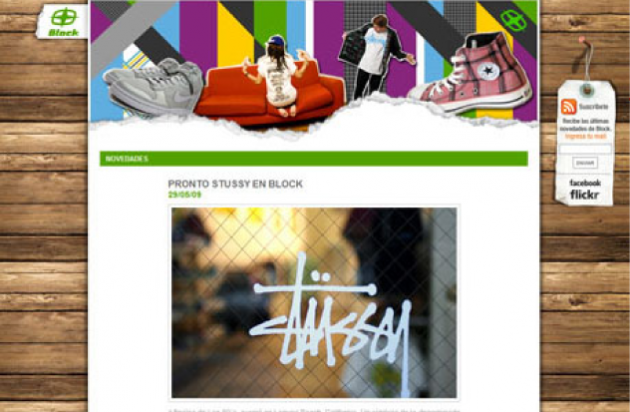 Block
Suscribete
Recibe las últimas
novedades de Block.
Ingresa tu mail
ENVIAR
facebook
flickr
NOVEDADES
PRONTO STUSSY EN BLOCK
29/05/09
STÜSSY